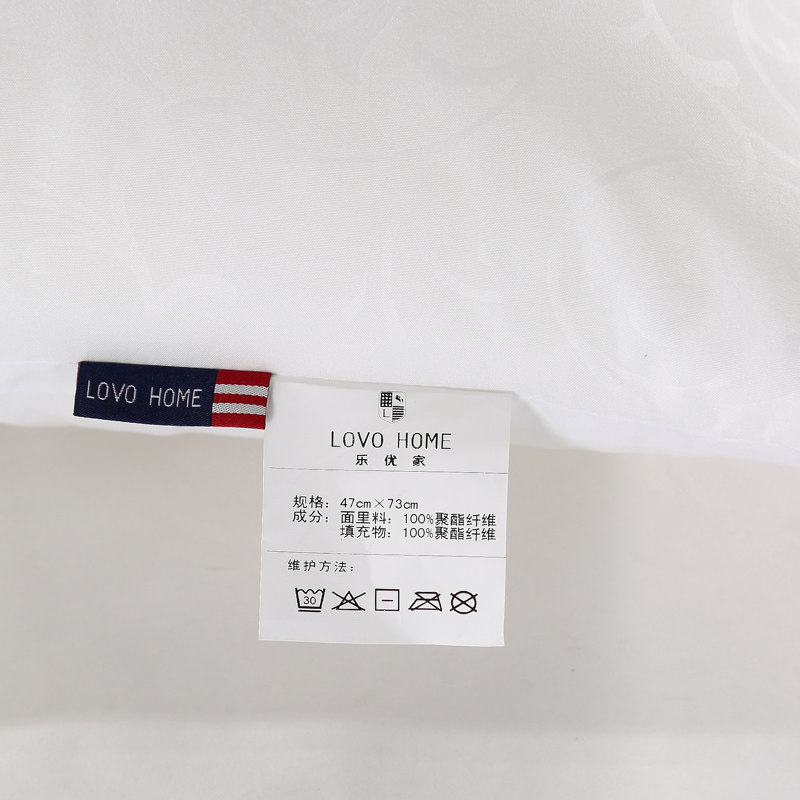 LOVO HOME
L
LOVO HOME
乐优家
规格：47cm×73cm
成分：面里料：100%聚酯纤维
填充物：100%聚酯纤维
维护方法：
30